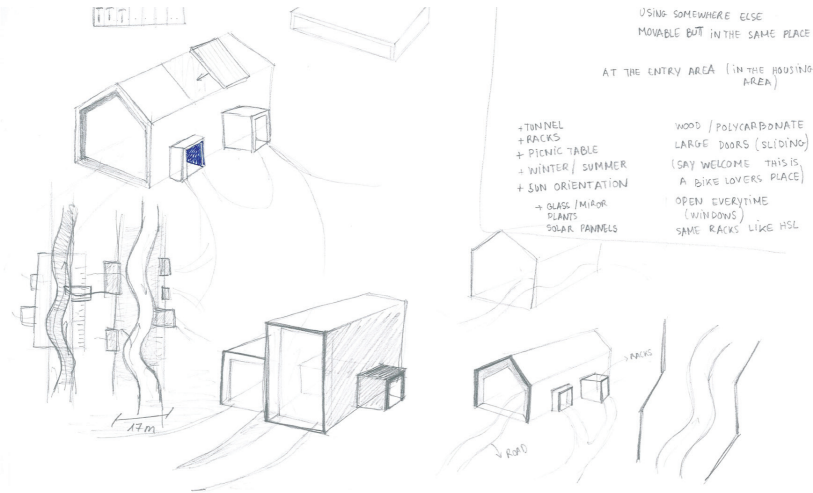 USING SOMEWHERE ELSE
MOVABLE BUT IN THE SAME PLACE
AT THE ENTRY AREA (IN THE HOUSING
AREA)
+ TUNNEL
+ RACKS
+ PICNIC TABLE
+ WINTER / SUMMER
+ SUN ORIENTATION
→ GLASS / MIROR
PLANTS
SOLAR PANNELS
WOOD / POLYCARBONATE
LARGE DOORS (SLIDING)
(SAY WELCOME THIS IS
A BIKE LOVERS PLACE)
OPEN EVERYTIME
(WINDOWS)
SAME RACKS LIKE HSL
RACKS
ROAD
17 m